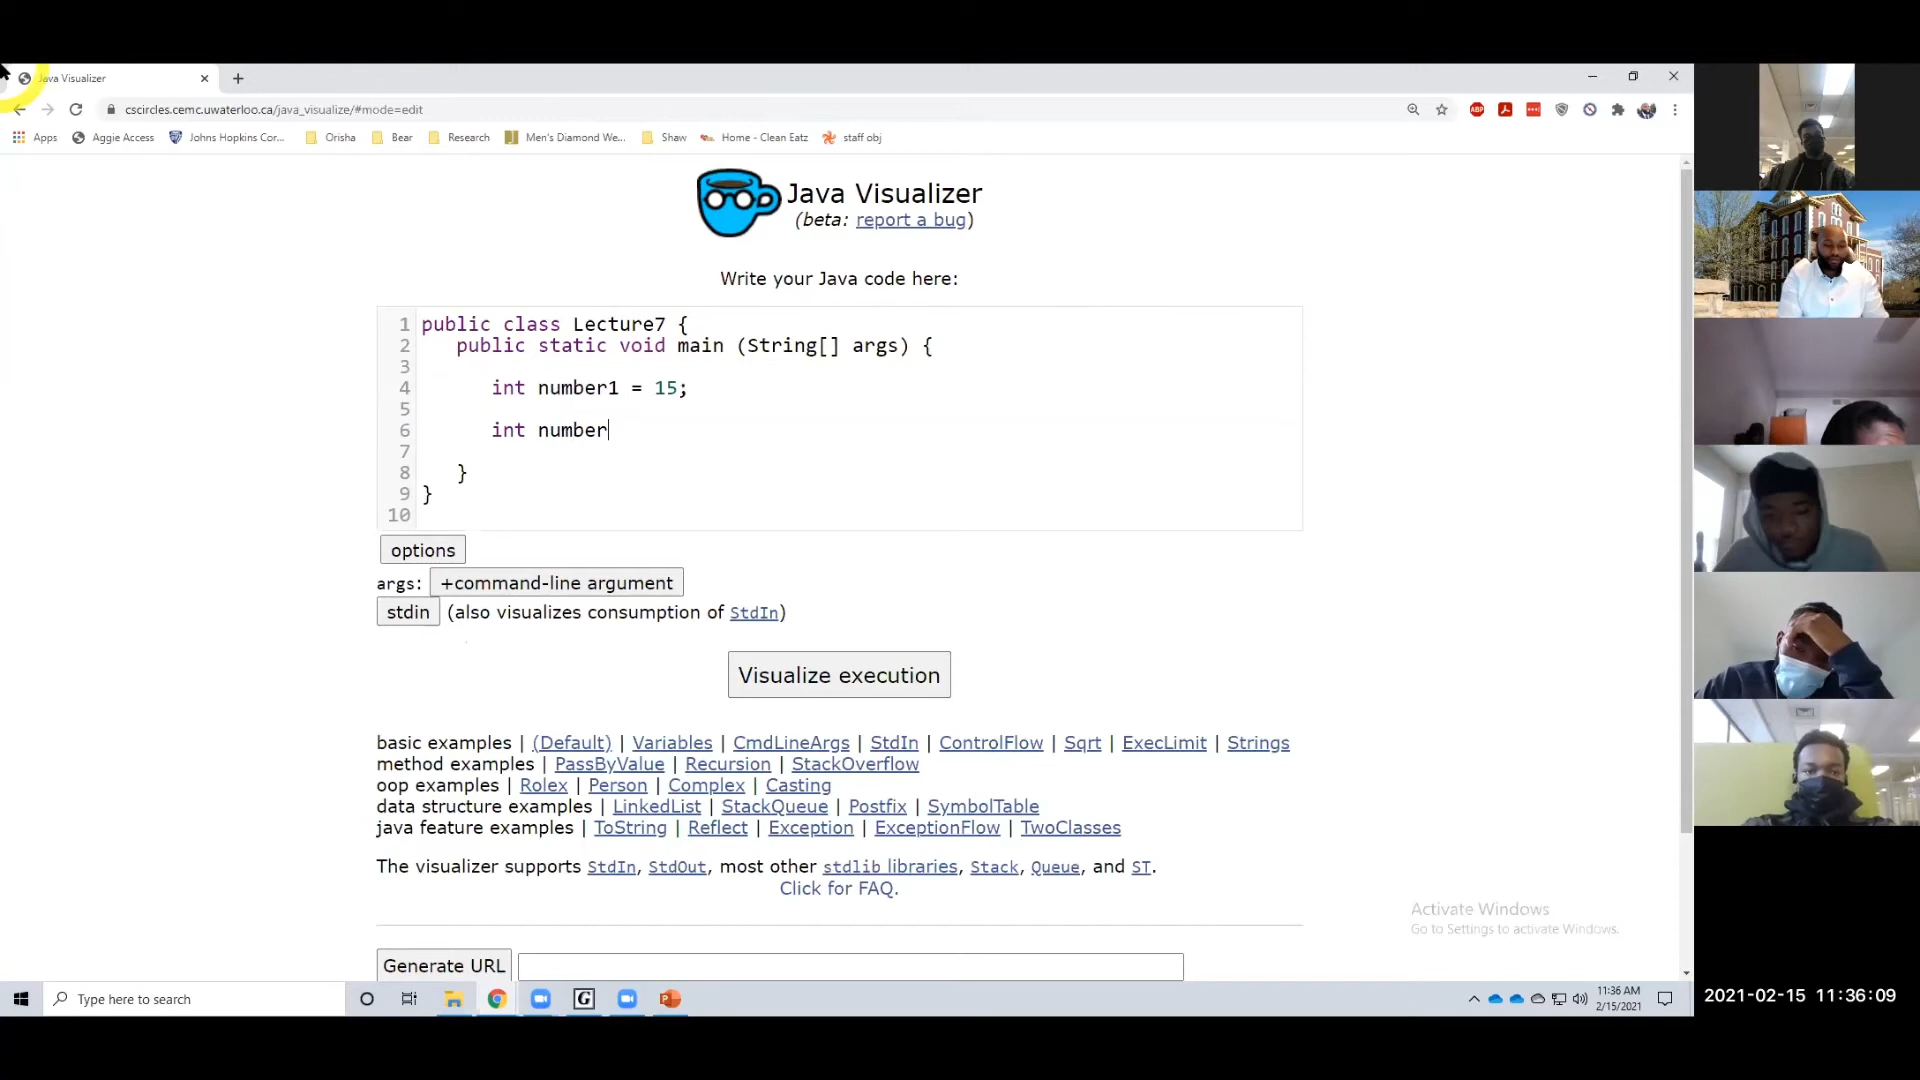 Java Visualizer
cscircles.cemc.uwaterloo.ca/java_visualize/#mode=edit
ABP
Apps Aggie Access Johns Hopkins Cor... Orisha Bear Research Men's Diamond We... Shaw Home - Clean Eatz staff obj
Java Visualizer
(beta: report a bug)
Write your Java code here:
1 public class Lecture7 {
2 public static void main (String[] args) {
3
4 int number1 = 15;
5
6 int number
7
8 }
9 }
10
options
args: +command-line argument
stdin (also visualizes consumption of StdIn)
Visualize execution
basic examples | (Default) | Variables | CmdLineArgs | StdIn | ControlFlow | Sqrt | ExecLimit | Strings
method examples | PassByValue | Recursion | StackOverflow
oop examples | Rolex | Person | Complex | Casting
data structure examples | LinkedList | StackQueue | Postfix | SymbolTable
java feature examples | ToString | Reflect | Exception | ExceptionFlow | TwoClasses
The visualizer supports StdIn, StdOut, most other stdlib libraries, Stack, Queue, and ST.
Click for FAQ.
Activate Windows
Go to Settings to activate Windows.
Generate URL
Type here to search
G
11:36 AM
2/15/2021
2021-02-15 11:36:09